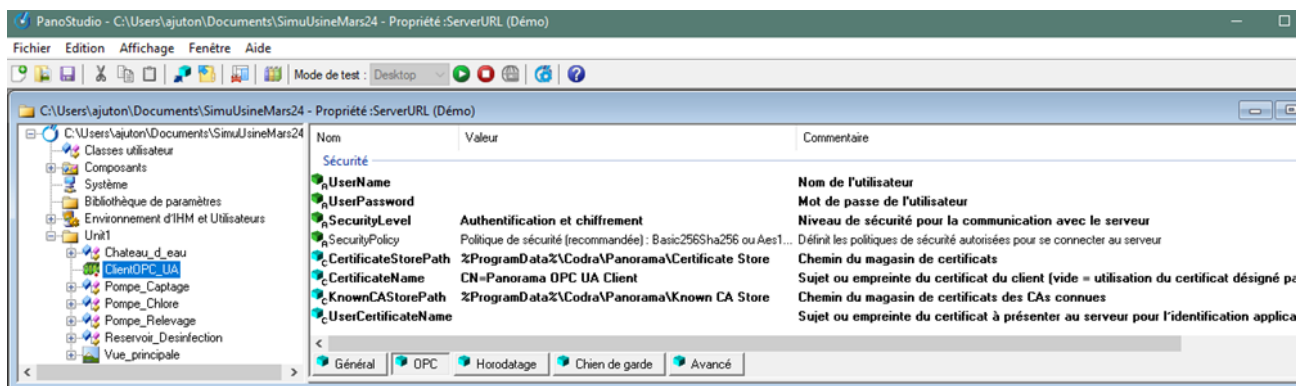 PanoStudio - C:\Users\ajuton\Documents\SimuUsineMars24 - Propriété :ServerURL (Démo)
Fichier Edition Affichage Fenêtre Aide
Mode de test : Desktop
C:\Users\ajuton\Documents\SimuUsineMars24 - Propriété :ServerURL (Démo)
C:\Users\ajuton\Documents\SimuUsineMars24
Classes utilisateur
Composants
Système
Bibliothèque de paramètres
Environnement d'IHM et Utilisateurs
Unit1
Chateau_d_eau
ClientOPC_UA
Pompe_Captage
Pompe_Chlore
Pompe_Relevage
Reservoir_Desinfection
Vue_principale
Nom Valeur Commentaire
Sécurité
UserName Nom de l'utilisateur
UserPassword Mot de passe de l'utilisateur
SecurityLevel Authentification et chiffrement Niveau de sécurité pour la communication avec le serveur
SecurityPolicy Politique de sécurité (recommandée) : Basic256Sha256 ou Aes1... Définit les politiques de sécurité autorisées pour se connecter au serveur
CertificateStorePath %ProgramData%\Codra\Panorama\Certificate Store Chemin du magasin de certificats
CertificateName CN=Panorama OPC UA Client Sujet ou empreinte du certificat du client (vide = utilisation du certificat désigné pa
KnownCAStorePath %ProgramData%\Codra\Panorama\Known CA Store Chemin du magasin de certificats des CAs connues
UserCertificateName Sujet ou empreinte du certificat à présenter au serveur pour l'identification applica
Général OPC Horodatage Chien de garde Avancé